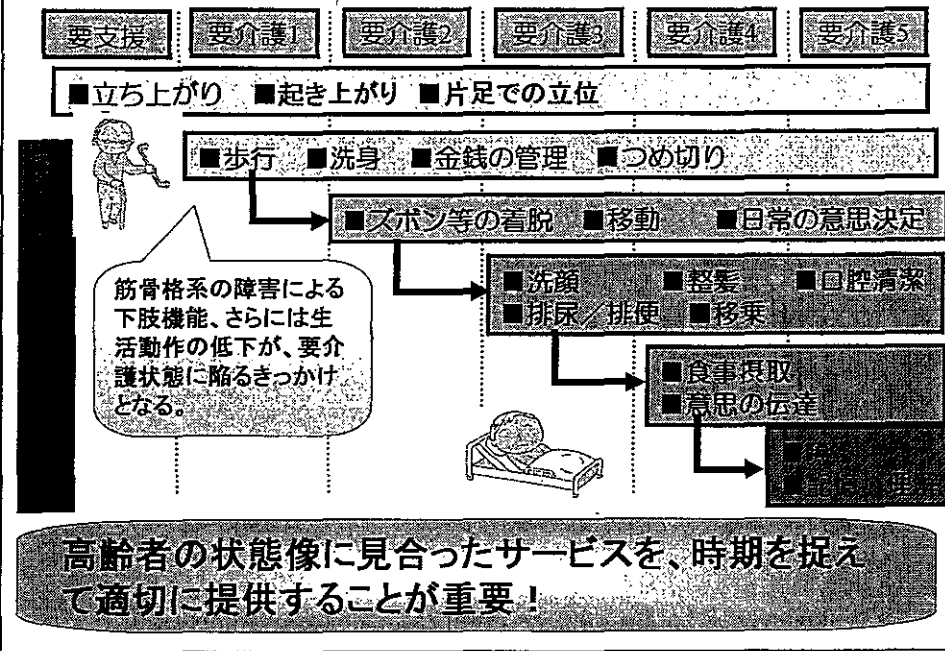 要支援 要介護1 要介護2 要介護3 要介護4 要介護5
■立ち上がり ■起き上がり ■片足での立位
■歩行 ■洗身 ■金銭の管理 ■つめ切り
■ズボン等の着脱 ■移動 ■日常の意思決定
■洗顔 ■整髪 ■口腔清潔
■排尿／排便 ■移乗
■食事摂取
■意思の伝達
筋骨格系の障害による
下肢機能、さらには生
活動作の低下が、要介
護状態に陥るきっかけ
となる。
高齢者の状態像に見合ったサービスを、時期を捉え
て適切に提供することが重要！